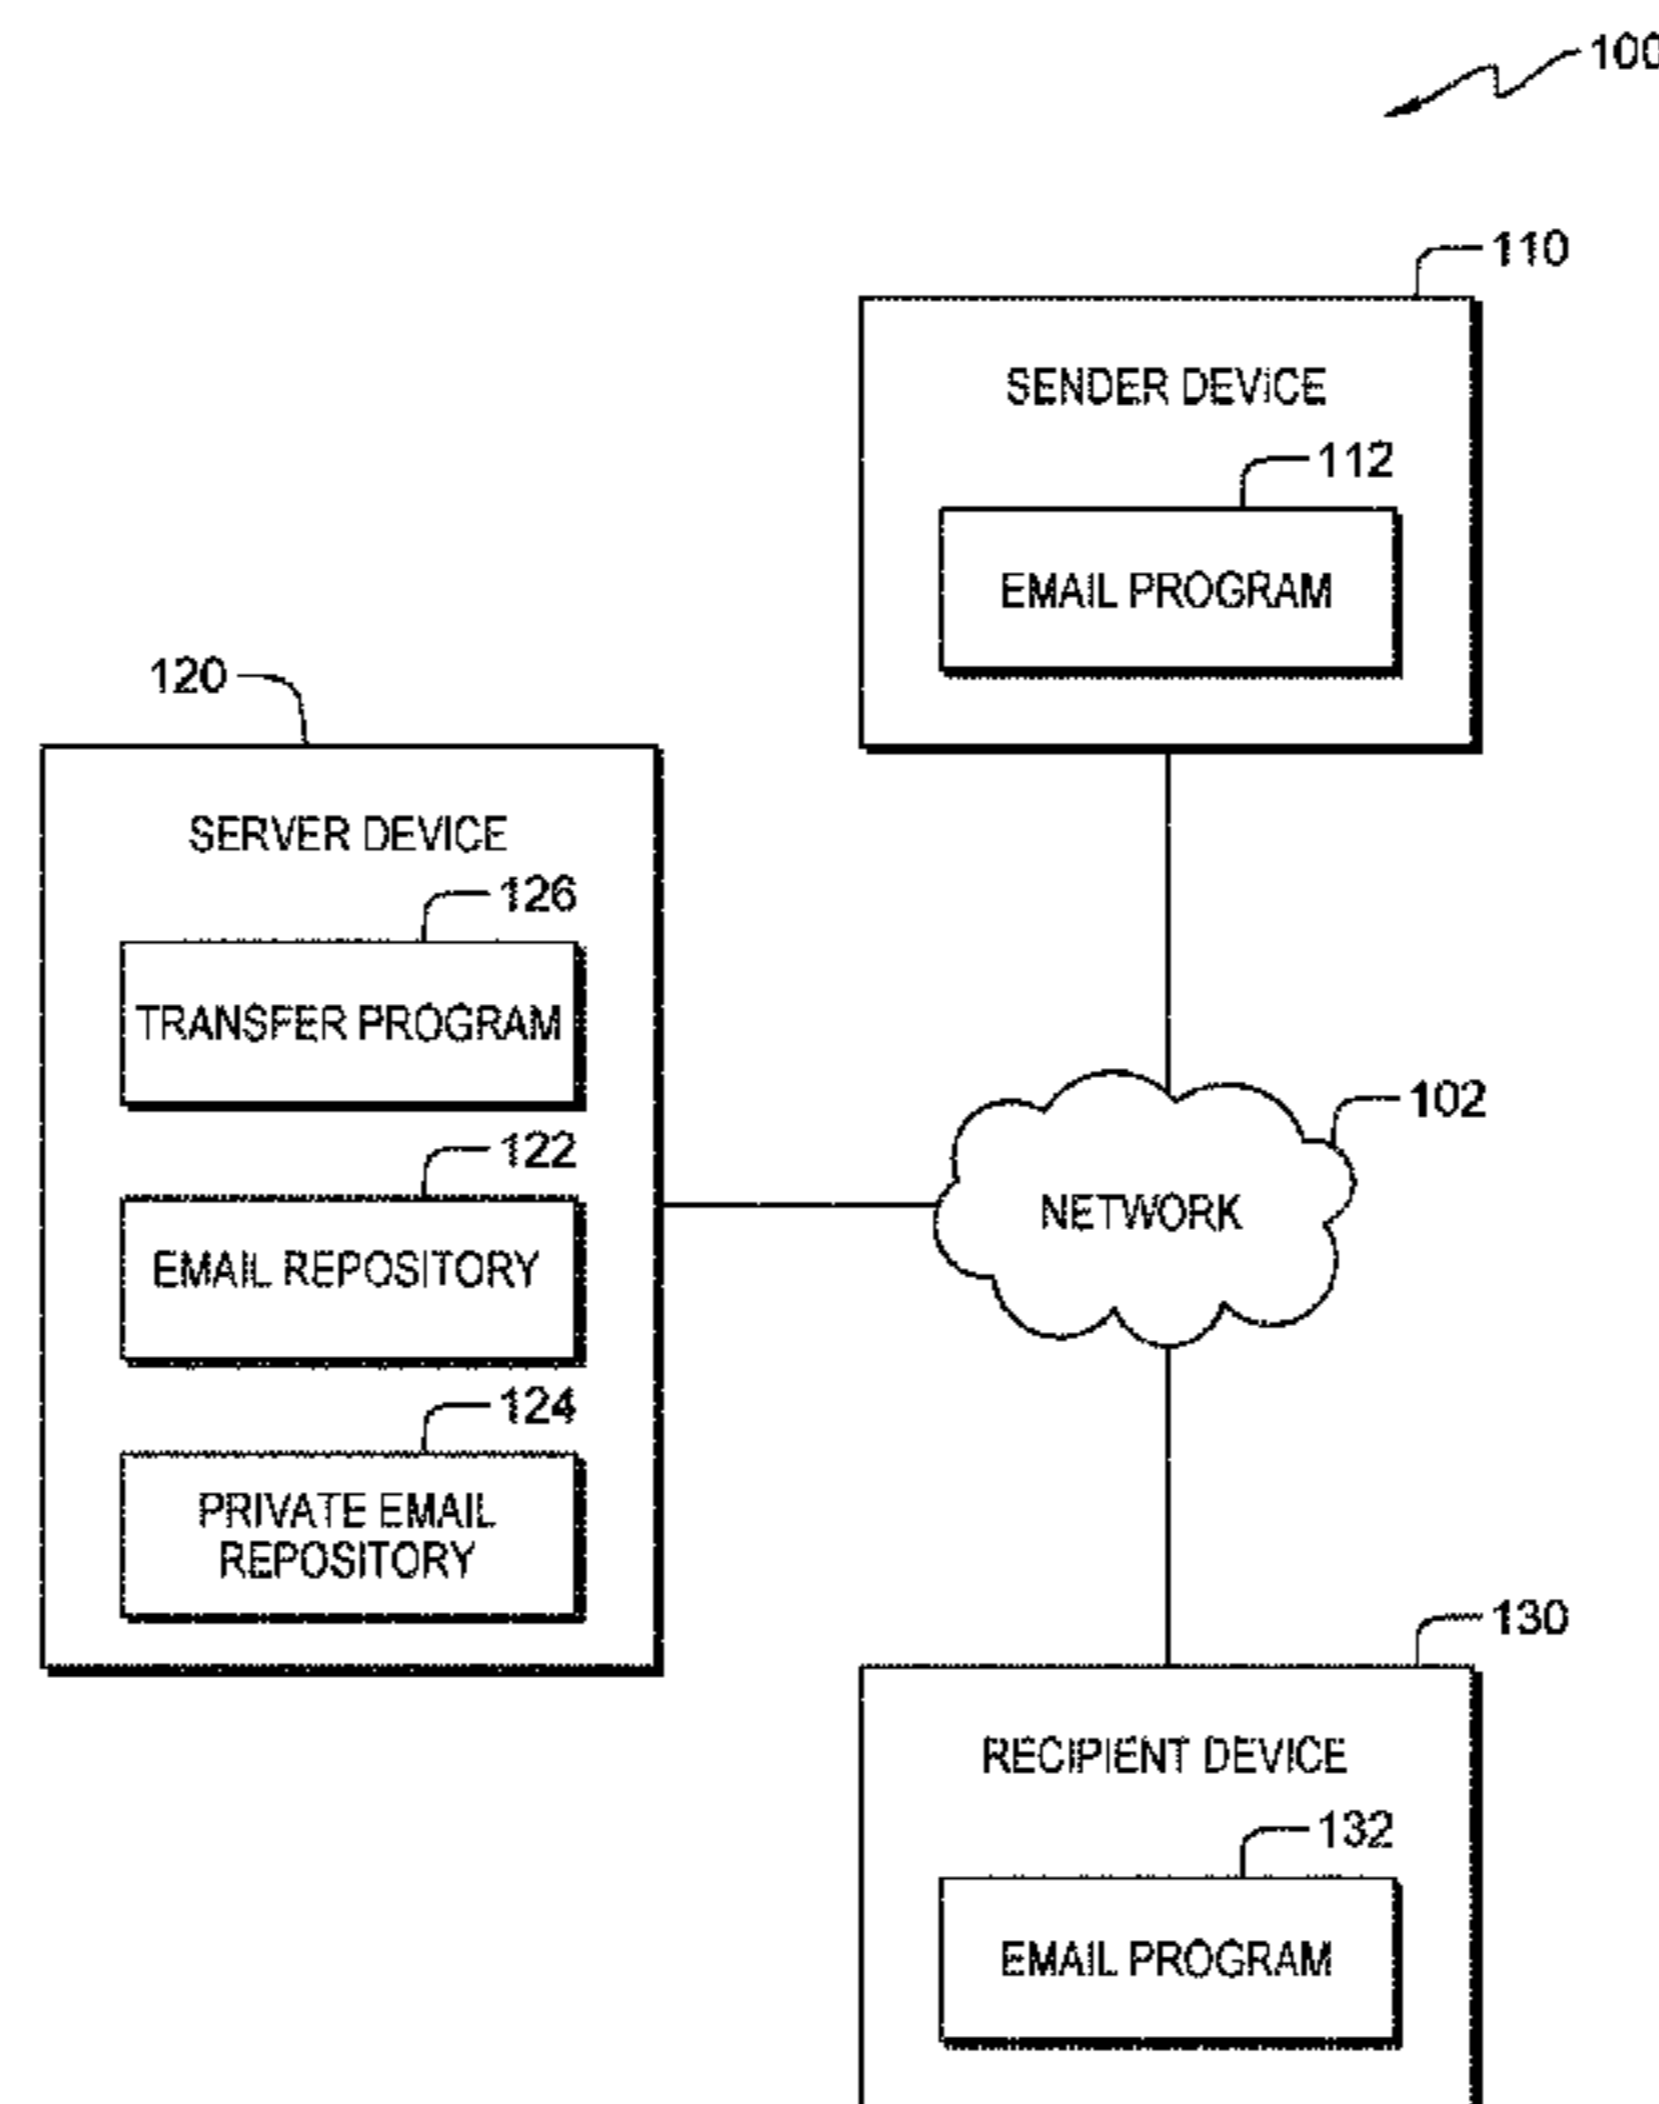 100
110
SENDER DEVICE
112
EMAIL PROGRAM
120
SERVER DEVICE
126
TRANSFER PROGRAM
122
EMAIL REPOSITORY
124
PRIVATE EMAIL
REPOSITORY
102
NETWORK
130
RECIPIENT DEVICE
132
EMAIL PROGRAM